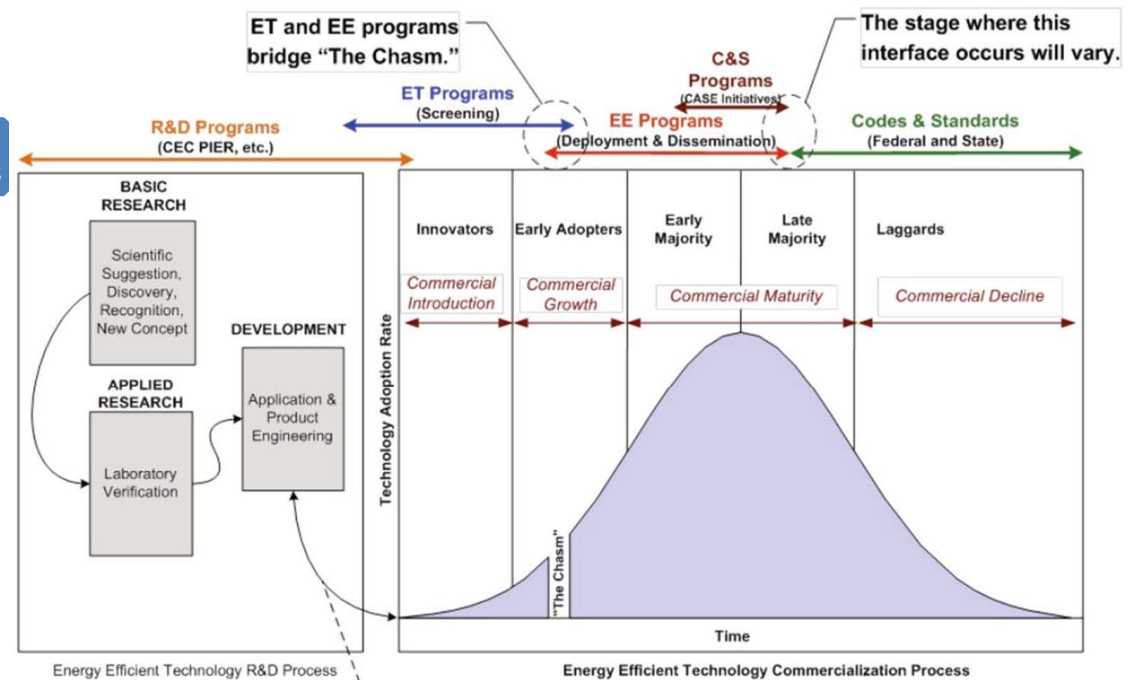 ET and EE programs
bridge “The Chasm.”
The stage where this
interface occurs will vary.
C&S
Programs
(CASE Initiatives)
ET Programs
(Screening)
R&D Programs
(CEC PIER, etc.)
EE Programs
(Deployment & Dissemination)
Codes & Standards
(Federal and State)
BASIC
RESEARCH
Scientific
Suggestion,
Discovery,
Recognition,
New Concept
APPLIED
RESEARCH
Laboratory
Verification
DEVELOPMENT
Application &
Product
Engineering
Energy Efficient Technology R&D Process
Technology Adoption Rate
Innovators
Early Adopters
Early
Majority
Late
Majority
Laggards
Commercial
Introduction
Commercial
Growth
Commercial Maturity
Commercial Decline
"The Chasm"
Time
Energy Efficient Technology Commercialization Process